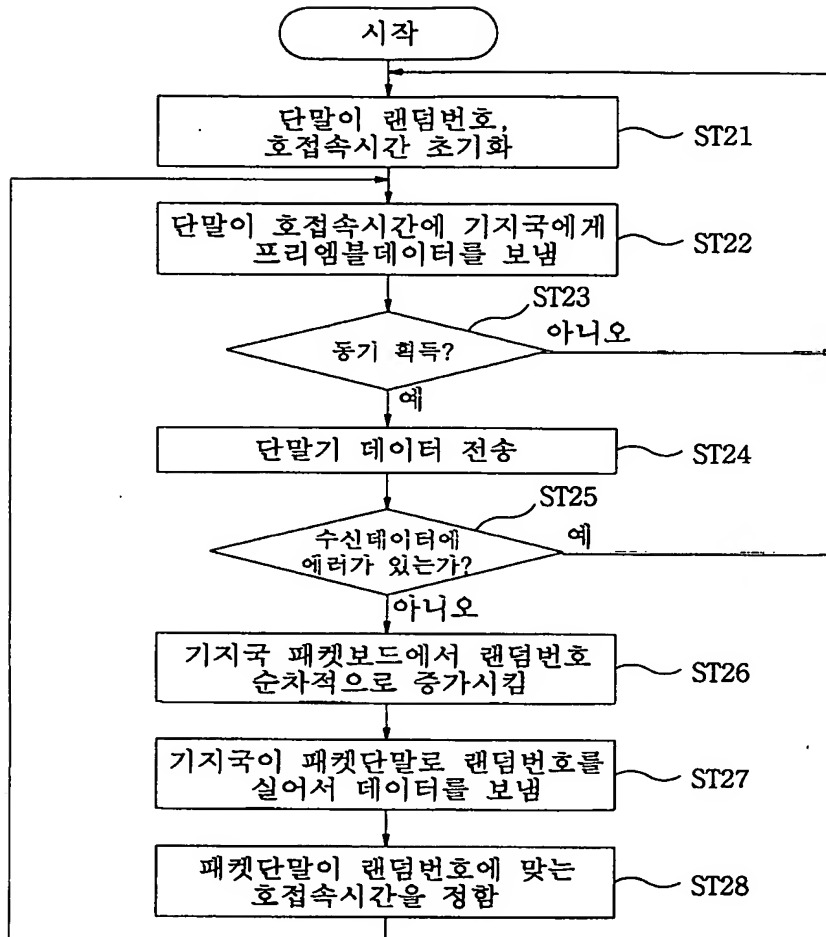 시작
단말이 랜덤번호,
호접속시간 초기화
ST21
단말이 호접속시간에 기지국에게
프리엠블데이터를 보냄
ST22
ST23
동기 획득?
아니오
예
단말기 데이터 전송
ST24
ST25
수신데이터에
에러가 있는가?
예
아니오
기지국 패켓보드에서 랜덤번호
순차적으로 증가시킴
ST26
기지국이 패켓단말로 랜덤번호를
실어서 데이터를 보냄
ST27
패켓단말이 랜덤번호에 맞는
호접속시간을 정함
ST28